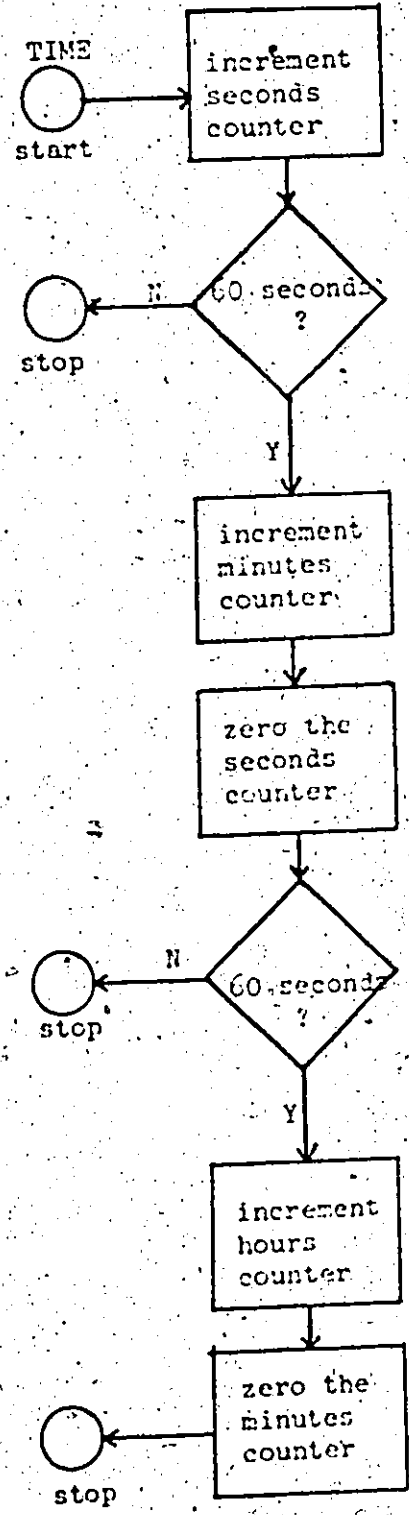 TIME
start
increment
seconds
counter
60 seconds
?
N
stop
Y
increment
minutes
counter
zero the
seconds
counter
60 seconds
?
N
stop
Y
increment
hours
counter
zero the
minutes
counter
stop